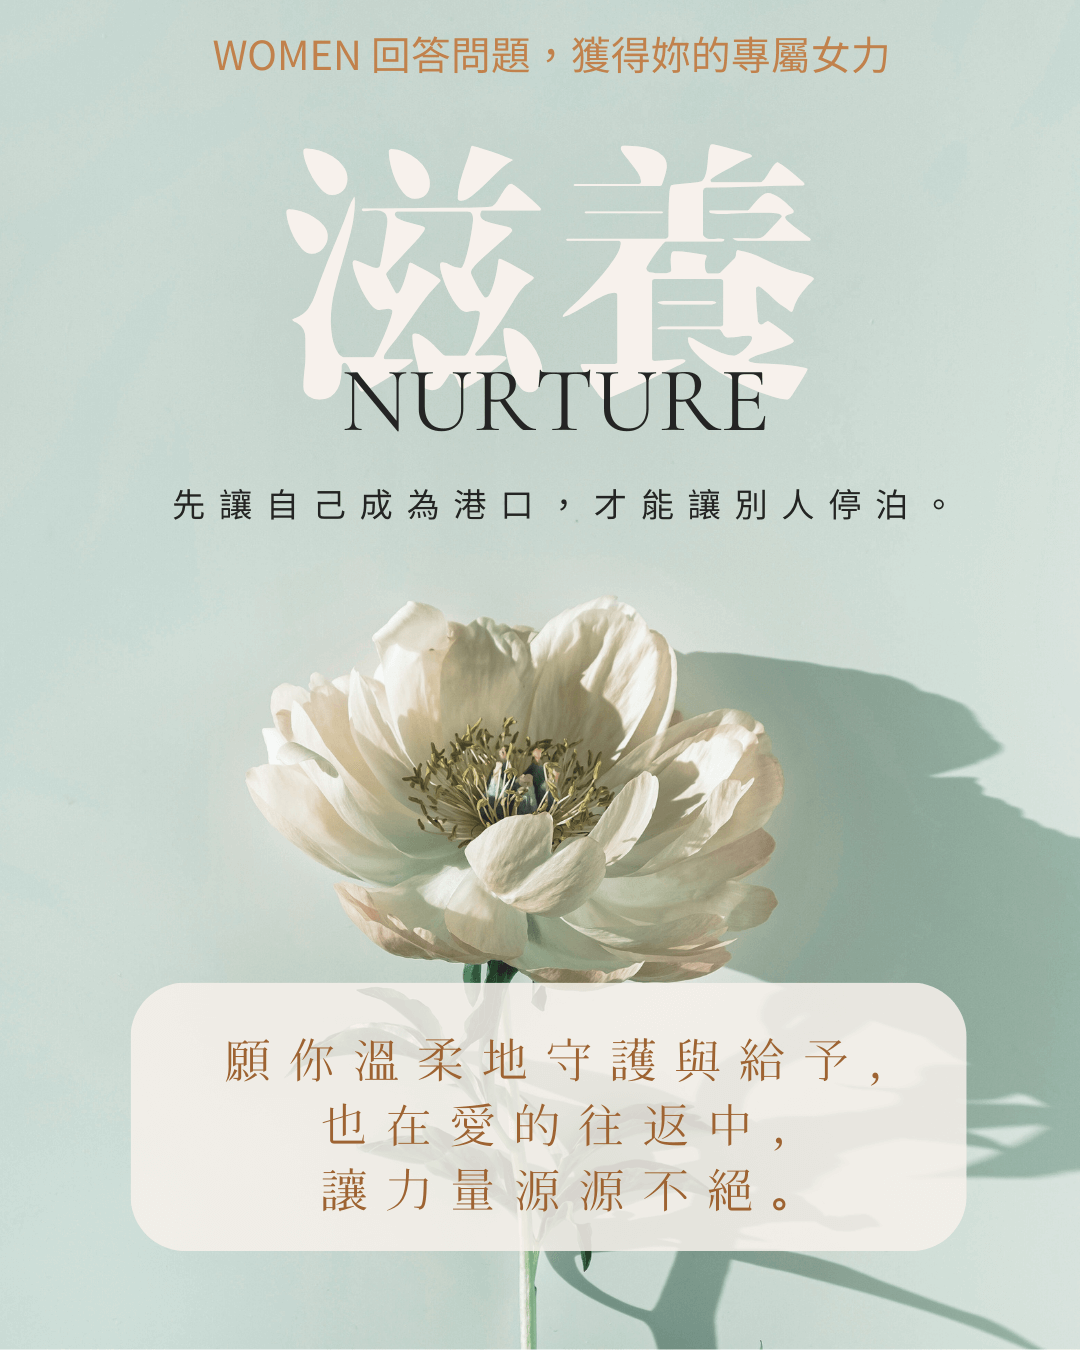 WOMEN 回答問題，獲得妳的專屬女力
滋養
NURTURE
先讓自己成為港口，才能讓別人停泊。
願你溫柔地守護與給予，
也在愛的往返中，
讓力量源源不絕。